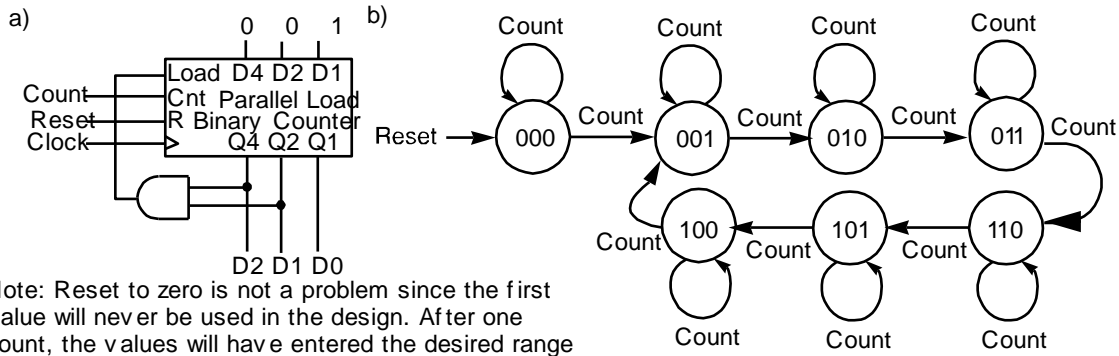 a)
0 0 1
Load D4 D2 D1
Count
Cnt Parallel Load
Reset
R Binary Counter
Clock
Q4 Q2 Q1
D2 D1 D0
Note: Reset to zero is not a problem since the first
value will never be used in the design. After one
count, the values will have entered the desired range
b)
Count Count Count Count
Reset 000 Count 001 Count 010 Count 011 Count
Count 100 Count 101 Count 110
Count Count Count